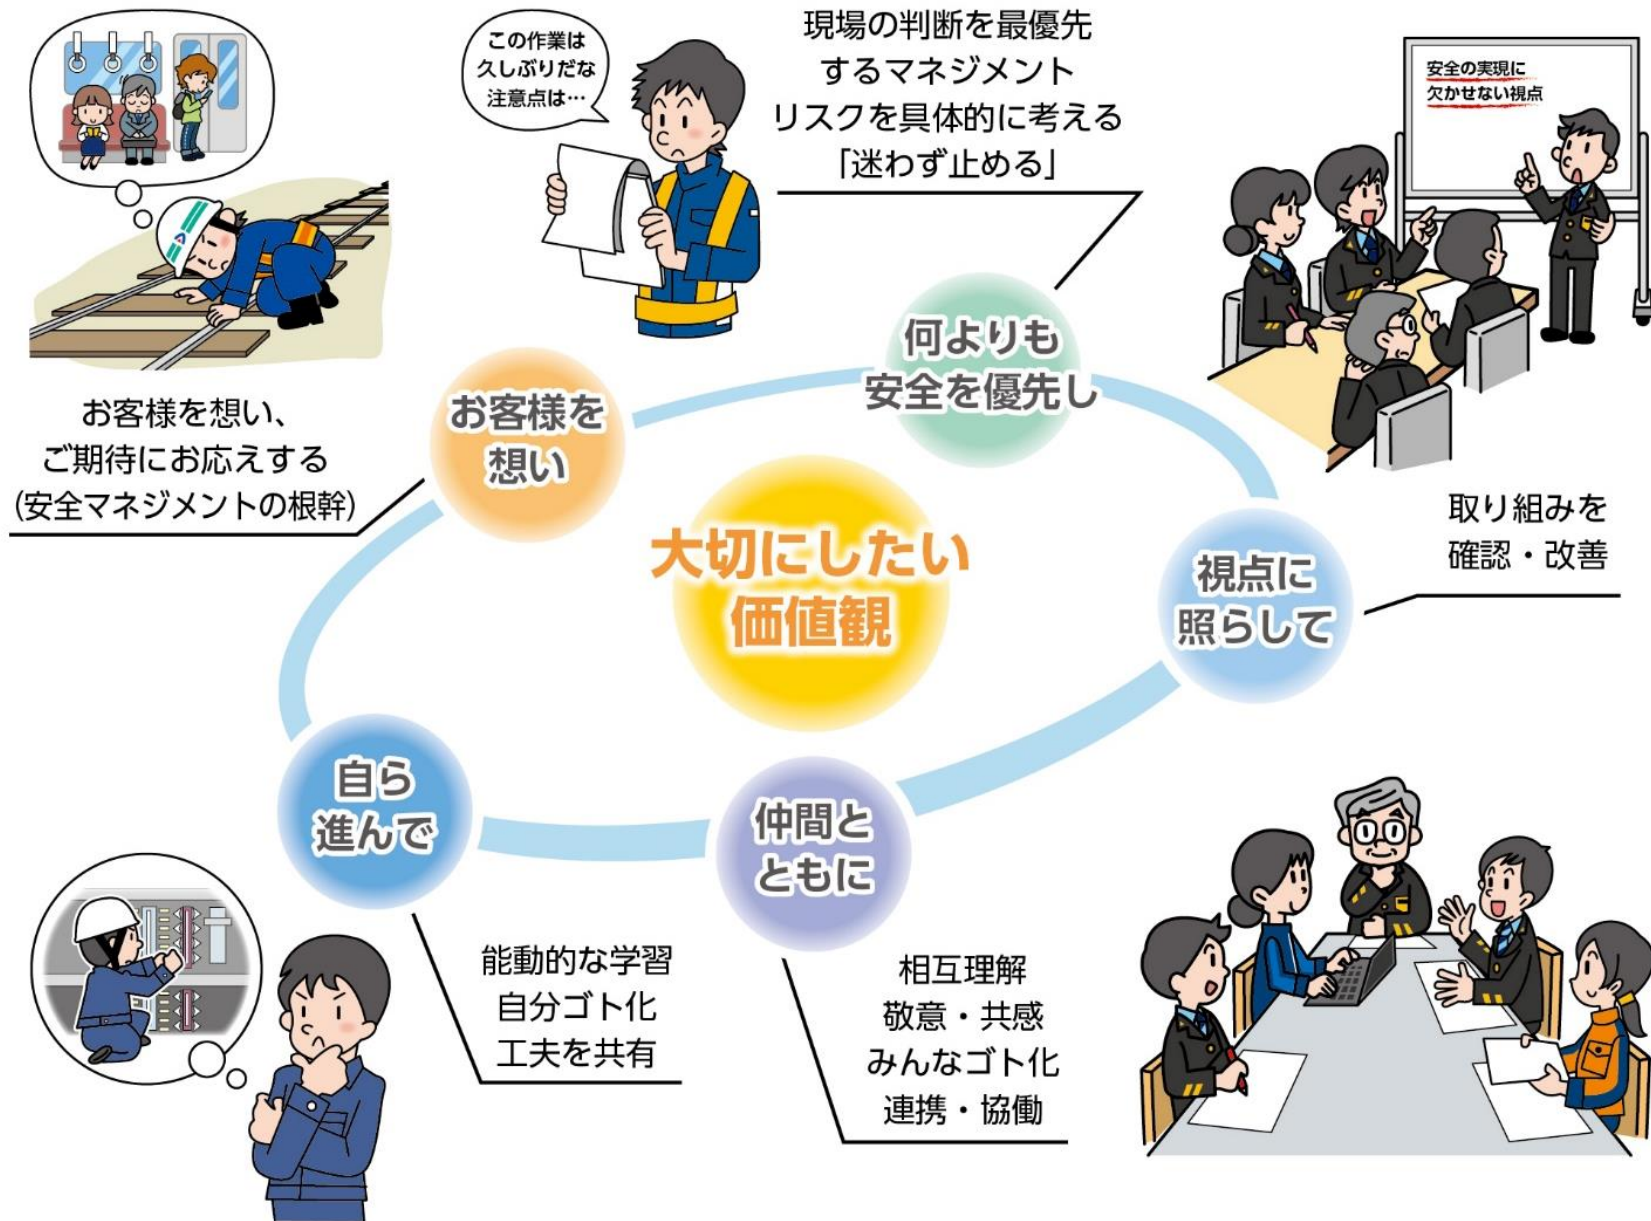 この作業は
久しぶりだな
注意点は…
現場の判断を最優先
するマネジメント
リスクを具体的に考える
「迷わず止める」
安全の実現に
欠かせない視点
何よりも
安全を優先し
お客様を
想い
お客様を想い、
ご期待にお応えする
(安全マネジメントの根幹)
大切にしたい
価値観
視点に
照らして
取り組みを
確認・改善
自ら
進んで
仲間と
ともに
能動的な学習
自分ゴト化
工夫を共有
相互理解
敬意・共感
みんなゴト化
連携・協働